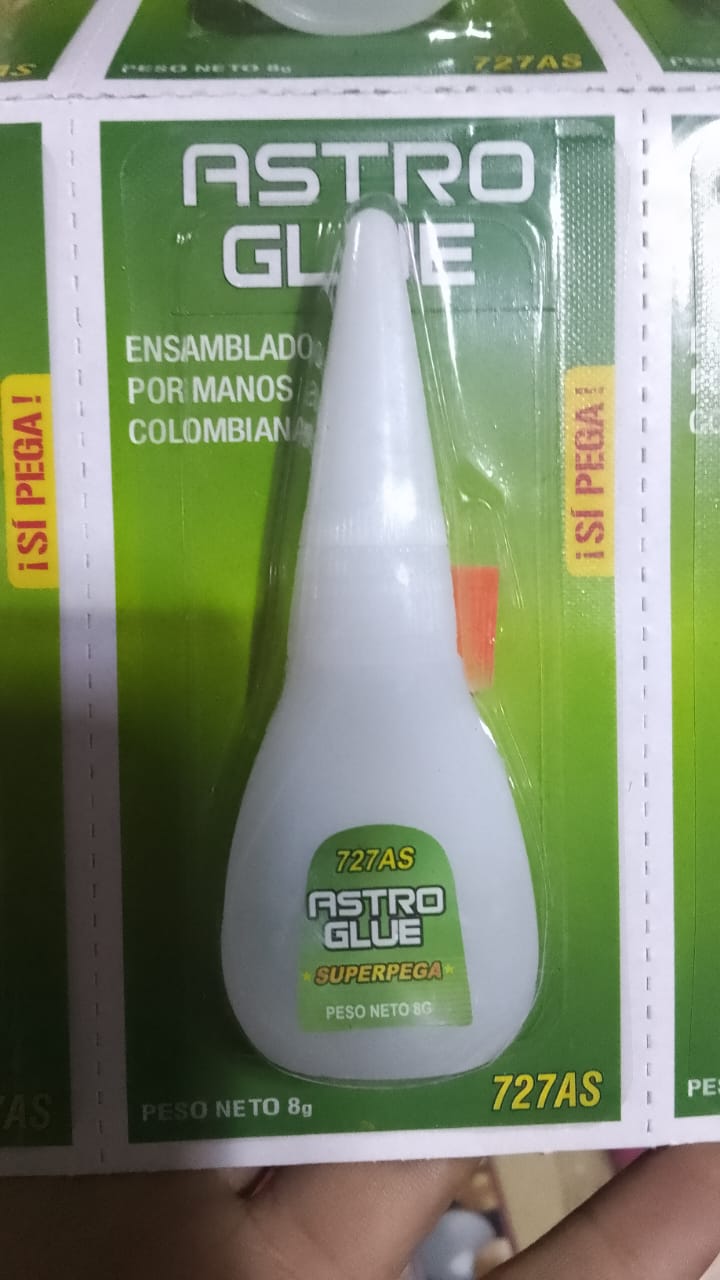 PESO NETO 8g
727AS
ASTRO
GLUE
ENSAMBLADO
POR MANOS
COLOMBIANA
¡SÍ PEGA!
¡SÍ PEGA!
727AS
ASTRO
GLUE
SUPERPEGA
PESO NETO 8G
PESO NETO 8g
727AS